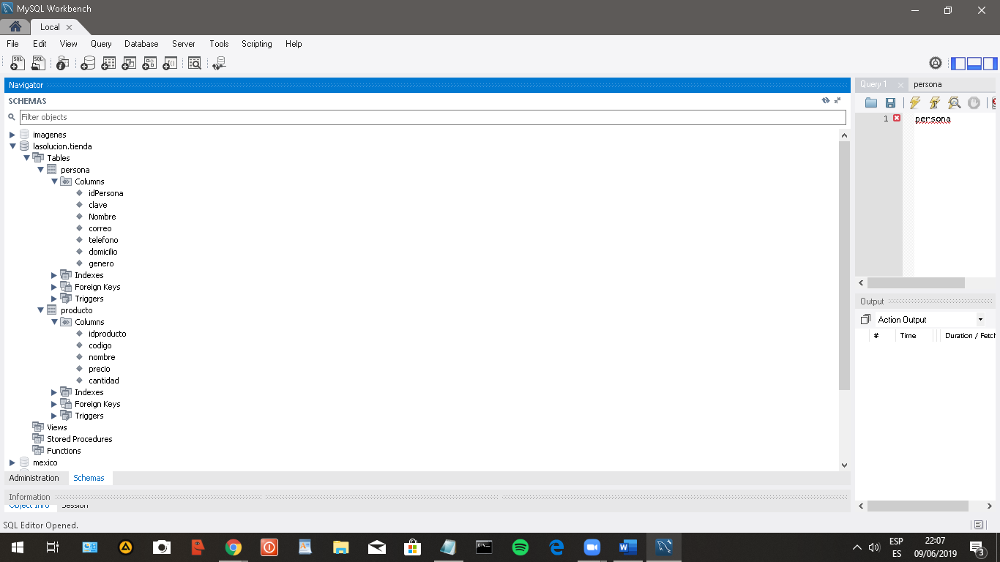 MySQL Workbench
Local
File Edit View Query Database Server Tools Scripting Help
Navigator
SCHEMAS
Filter objects
imagenes
lasolucion.tienda
Tables
persona
Columns
idPersona
clave
Nombre
correo
telefono
domicilio
genero
Indexes
Foreign Keys
Triggers
producto
Columns
idproducto
codigo
nombre
precio
cantidad
Indexes
Foreign Keys
Triggers
Views
Stored Procedures
Functions
mexico
Administration Schemas
Information
Object Info Session
SQL Editor Opened.
Query 1 persona
1 persona
Output
Action Output
# Time Duration / Fetch
ESP
ES
22:07
09/06/2019
3